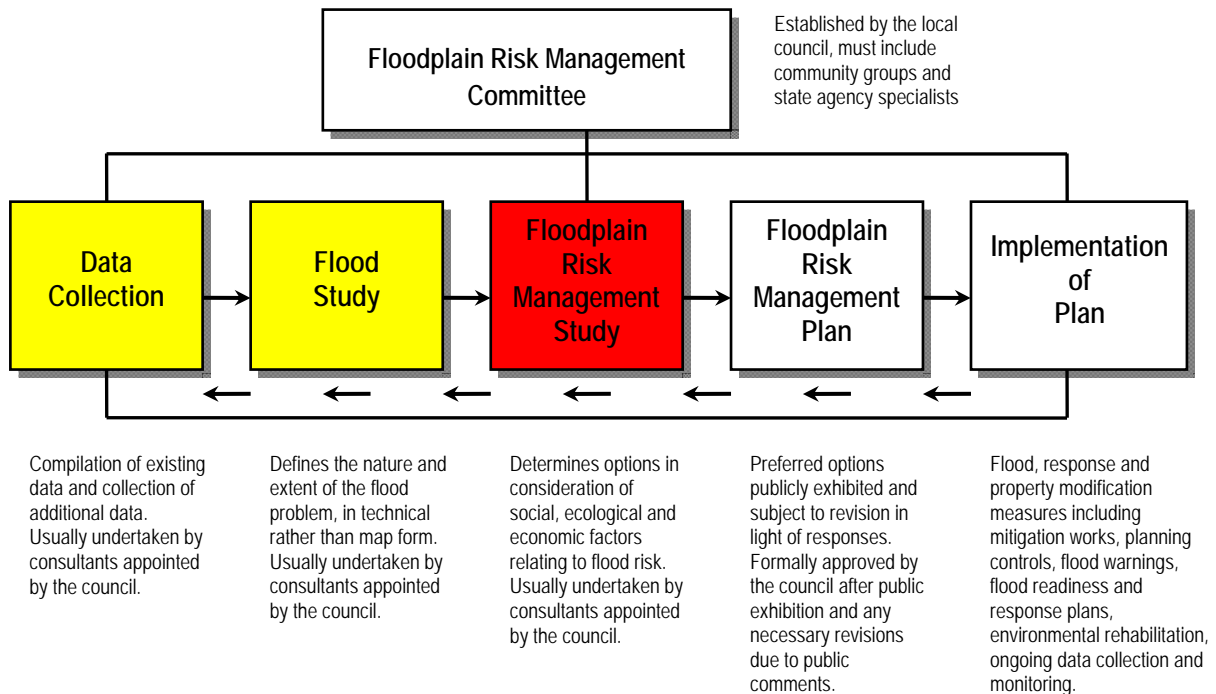 Floodplain Risk Management
Committee
Established by the local
council, must include
community groups and
state agency specialists
Data
Collection
Flood
Study
Floodplain
Risk
Management
Study
Floodplain
Risk
Management
Plan
Implementation
of
Plan
Compilation of existing
data and collection of
additional data.
Usually undertaken by
consultants appointed
by the council.
Defines the nature and
extent of the flood
problem, in technical
rather than map form.
Usually undertaken by
consultants appointed
by the council.
Determines options in
consideration of
social, ecological and
economic factors
relating to flood risk.
Usually undertaken by
consultants appointed
by the council.
Preferred options
publicly exhibited and
subject to revision in
light of responses.
Formally approved by
the council after public
exhibition and any
necessary revisions
due to public
comments.
Flood, response and
property modification
measures including
mitigation works, planning
controls, flood warnings,
flood readiness and
response plans,
environmental rehabilitation,
ongoing data collection and
monitoring.